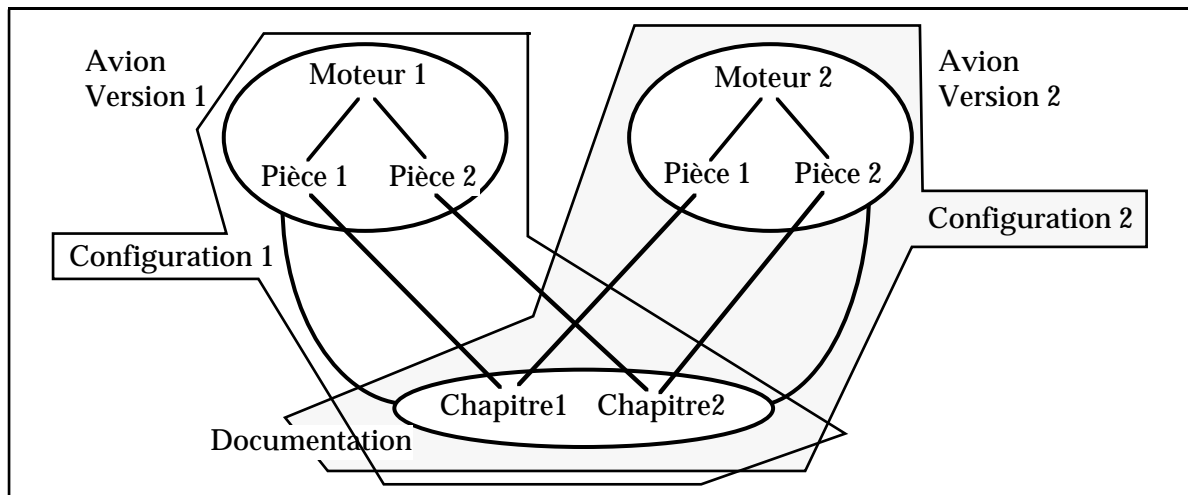 Avion
Version 1
Moteur 1
Pièce 1
Pièce 2
Configuration 1
Moteur 2
Pièce 1
Pièce 2
Avion
Version 2
Configuration 2
Chapitre1
Chapitre2
Documentation